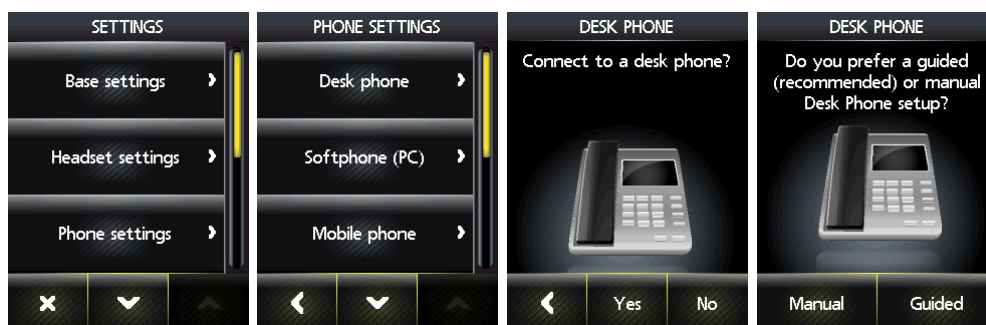 SETTINGS
Base settings
Headset settings
Phone settings
PHONE SETTINGS
Desk phone
Softphone (PC)
Mobile phone
DESK PHONE
Connect to a desk phone?
Yes
No
DESK PHONE
Do you prefer a guided
(recommended) or manual
Desk Phone setup?
Manual
Guided